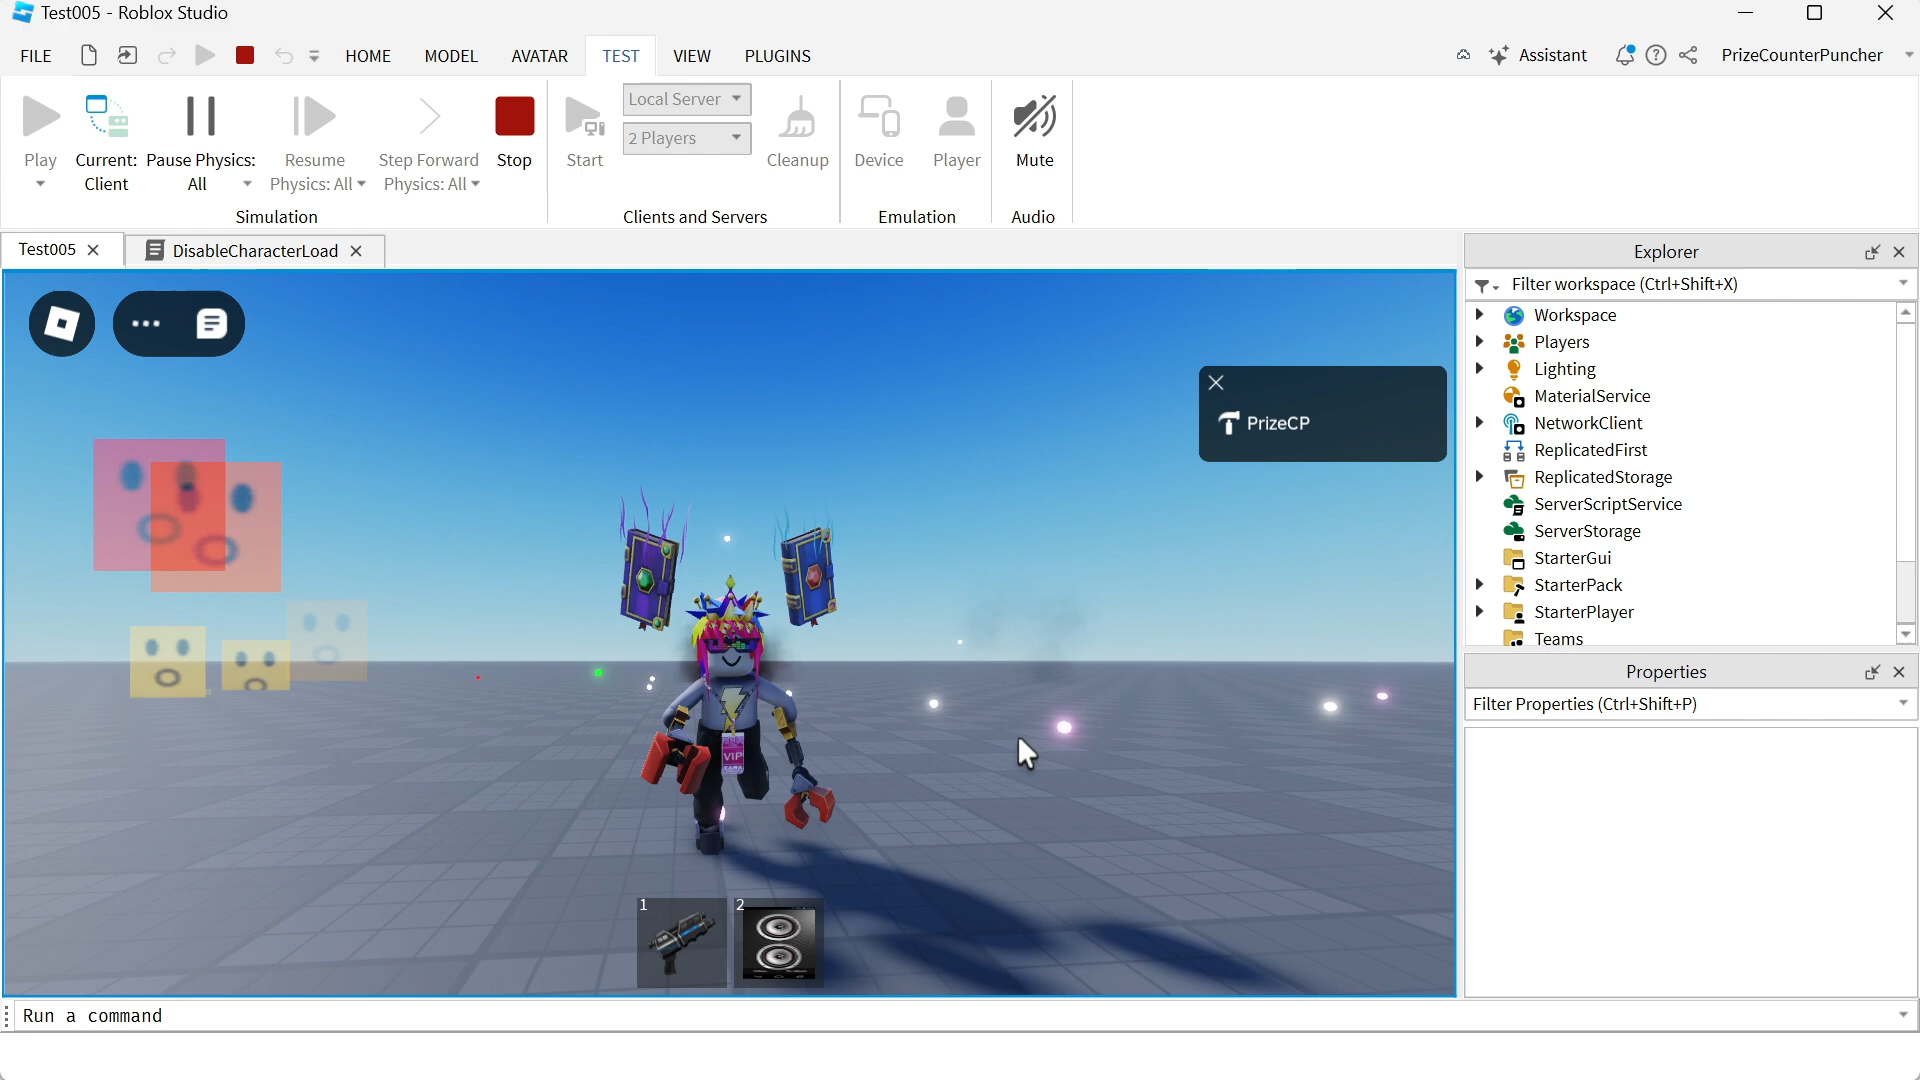 Test005 - Roblox Studio
FILE
HOME
MODEL
AVATAR
TEST
VIEW
PLUGINS
Assistant
PrizeCounterPuncher
Play
Current:
Client
Pause Physics:
All
Resume
Physics: All
Step Forward
Physics: All
Stop
Simulation
Start
Local Server
2 Players
Cleanup
Clients and Servers
Device
Player
Emulation
Mute
Audio
Test005
DisableCharacterLoad
PrizeCP
VIP
1
2
Explorer
Filter workspace (Ctrl+Shift+X)
Workspace
Players
Lighting
MaterialService
NetworkClient
ReplicatedFirst
ReplicatedStorage
ServerScriptService
ServerStorage
StarterGui
StarterPack
StarterPlayer
Teams
Properties
Filter Properties (Ctrl+Shift+P)
Run a command